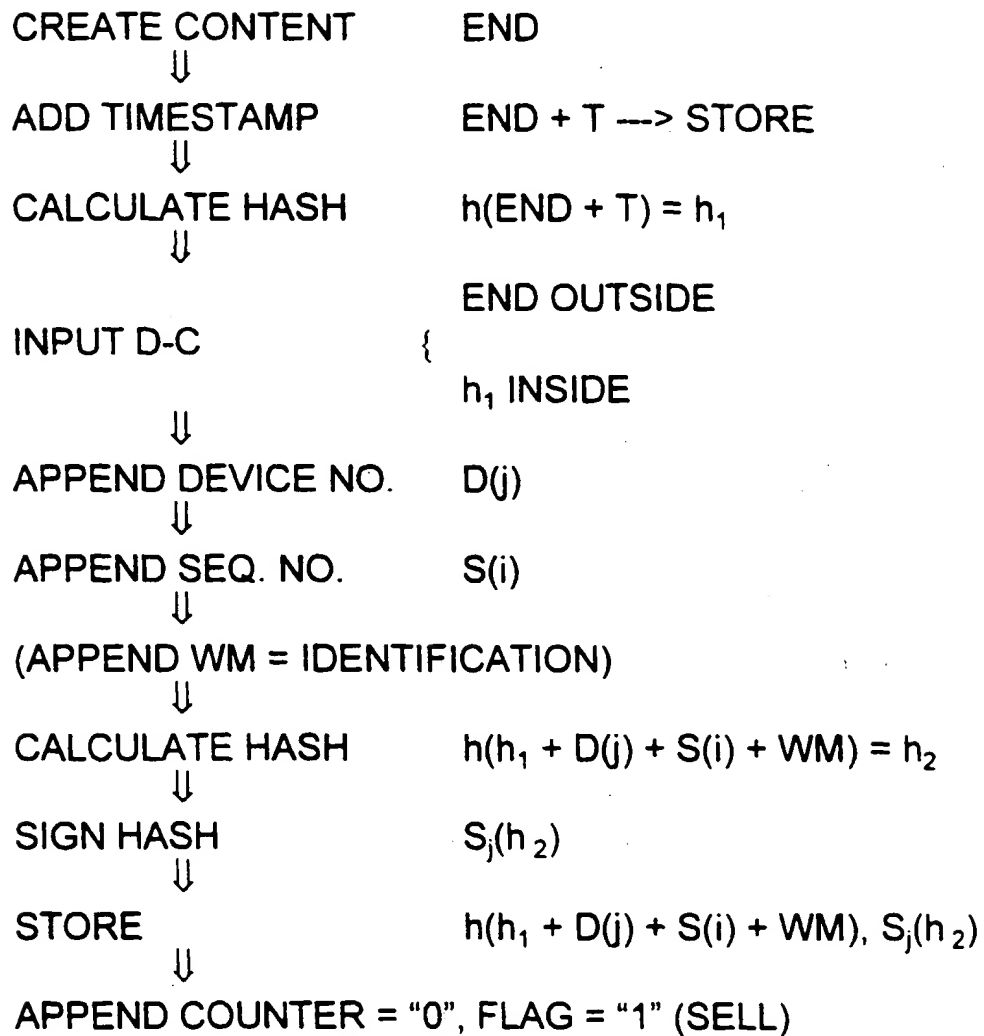 CREATE CONTENT END
⇓
ADD TIMESTAMP END + T ---> STORE
⇓
CALCULATE HASH h(END + T) = h₁
⇓
END OUTSIDE
INPUT D-C {
h₁ INSIDE
⇓
APPEND DEVICE NO. D(j)
⇓
APPEND SEQ. NO. S(i)
⇓
(APPEND WM = IDENTIFICATION)
⇓
CALCULATE HASH h(h₁ + D(j) + S(i) + WM) = h₂
⇓
SIGN HASH Sⱼ(h ₂)
⇓
STORE h(h₁ + D(j) + S(i) + WM), Sⱼ(h ₂)
⇓
APPEND COUNTER = “0”, FLAG = “1” (SELL)